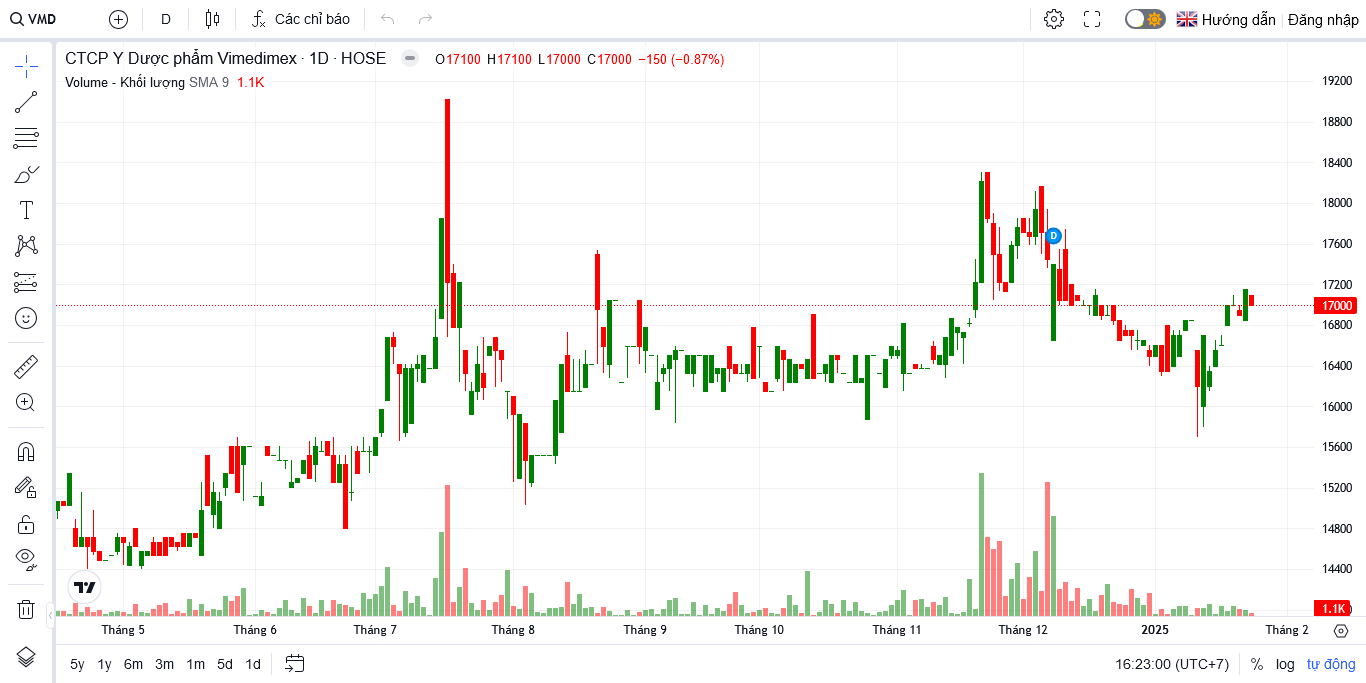 VMD D Các chỉ báo Hướng dẫn Đăng nhập
CTCP Y Dược phẩm Vimedimex · 1D · HOSE O17100 H17100 L17000 C17000 −150 (−0.87%)
Volume - Khối lượng SMA 9 1.1K
19200
18800
18400
18000
D
17600
17200
17000
16800
16400
16000
15600
15200
14800
14400
1.1K
Tháng 5 Tháng 6 Tháng 7 Tháng 8 Tháng 9 Tháng 10 Tháng 11 Tháng 12 2025 Tháng 2
5y 1y 6m 3m 1m 5d 1d 16:23:00 (UTC+7) % log tự động